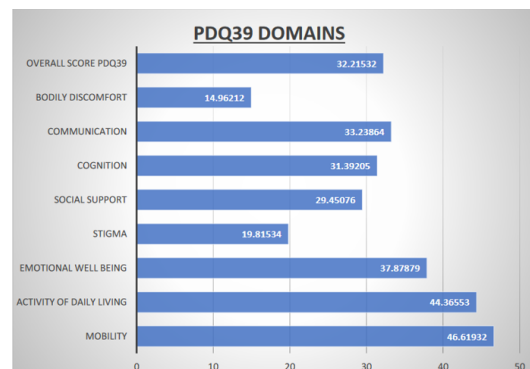 PDQ39 DOMAINS
OVERALL SCORE PDQ39 32.21532
BODILY DISCOMFORT 14.96212
COMMUNICATION 33.23864
COGNITION 31.39205
SOCIAL SUPPORT 29.45076
STIGMA 19.81534
EMOTIONAL WELL BEING 37.87879
ACTIVITY OF DAILY LIVING 44.36553
MOBILITY 46.61932
0 10 20 30 40 50